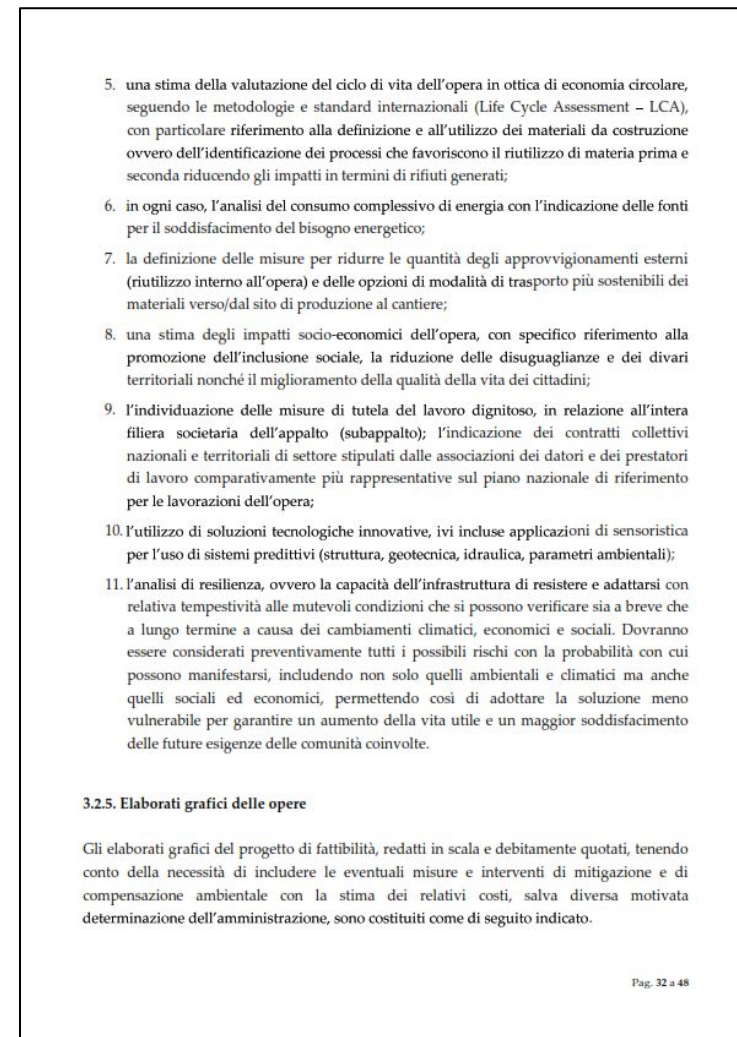 5. una stima della valutazione del ciclo di vita dell'opera in ottica di economia circolare,
seguendo le metodologie e standard internazionali (Life Cycle Assessment – LCA),
con particolare riferimento alla definizione e all'utilizzo dei materiali da costruzione
ovvero dell'identificazione dei processi che favoriscono il riutilizzo di materia prima e
seconda riducendo gli impatti in termini di rifiuti generati;
6. in ogni caso, l'analisi del consumo complessivo di energia con l'indicazione delle fonti
per il soddisfacimento del bisogno energetico;
7. la definizione delle misure per ridurre le quantità degli approvvigionamenti esterni
(riutilizzo interno all'opera) e delle opzioni di modalità di trasporto più sostenibili dei
materiali verso/dal sito di produzione al cantiere;
8. una stima degli impatti socio-economici dell'opera, con specifico riferimento alla
promozione dell'inclusione sociale, la riduzione delle disuguaglianze e dei divari
territoriali nonché il miglioramento della qualità della vita dei cittadini;
9. l'individuazione delle misure di tutela del lavoro dignitoso, in relazione all'intera
filiera societaria dell'appalto (subappalto); l'indicazione dei contratti collettivi
nazionali e territoriali di settore stipulati dalle associazioni dei datori e dei prestatori
di lavoro comparativamente più rappresentative sul piano nazionale di riferimento
per le lavorazioni dell'opera;
10. l'utilizzo di soluzioni tecnologiche innovative, ivi incluse applicazioni di sensoristica
per l'uso di sistemi predittivi (struttura, geotecnica, idraulica, parametri ambientali);
11. l'analisi di resilienza, ovvero la capacità dell'infrastruttura di resistere e adattarsi con
relativa tempestività alle mutevoli condizioni che si possono verificare sia a breve che
a lungo termine a causa dei cambiamenti climatici, economici e sociali. Dovranno
essere considerati preventivamente tutti i possibili rischi con la probabilità con cui
possono manifestarsi, includendo non solo quelli ambientali e climatici ma anche
quelli sociali ed economici, permettendo così di adottare la soluzione meno
vulnerabile per garantire un aumento della vita utile e un maggior soddisfacimento
delle future esigenze delle comunità coinvolte.
3.2.5. Elaborati grafici delle opere
Gli elaborati grafici del progetto di fattibilità, redatti in scala e debitamente quotati, tenendo
conto della necessità di includere le eventuali misure e interventi di mitigazione e di
compensazione ambientale con la stima dei relativi costi, salva diversa motivata
determinazione dell'amministrazione, sono costituiti come di seguito indicato.
Pag. 32 a 48